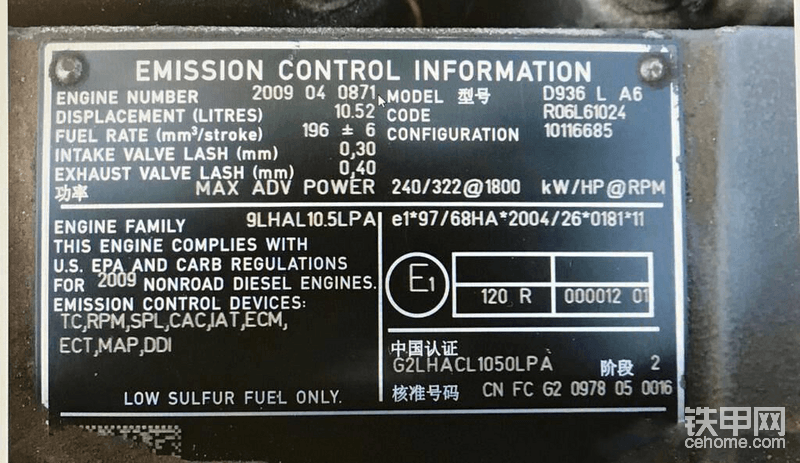 EMISSION CONTROL INFORMATION
ENGINE NUMBER 2009 04 0871 MODEL 型号 D936 L A6
DISPLACEMENT (LITRES) 10.52 CODE R06L61024
FUEL RATE (mm³/stroke) 196 ± 6 CONFIGURATION 10116685
INTAKE VALVE LASH (mm) 0,30
EXHAUST VALVE LASH (mm) 0,40
功率 MAX ADV POWER 240/322@1800 kW/HP@RPM
ENGINE FAMILY 9LHAL10.5LPA
THIS ENGINE COMPLIES WITH
U.S. EPA AND CARB REGULATIONS
FOR 2009 NONROAD DIESEL ENGINES.
EMISSION CONTROL DEVICES:
TC,RPM,SPL,CAC,IAT,ECM,
ECT,MAP,DDI
LOW SULFUR FUEL ONLY.
e1*97/68HA*2004/26*0181*11
E1
120 R 000012 01
中国认证
G2LHACL1050LPA 阶段 2
核准号码 CN FC G2 0978 05 0016
铁甲网
cehome.com